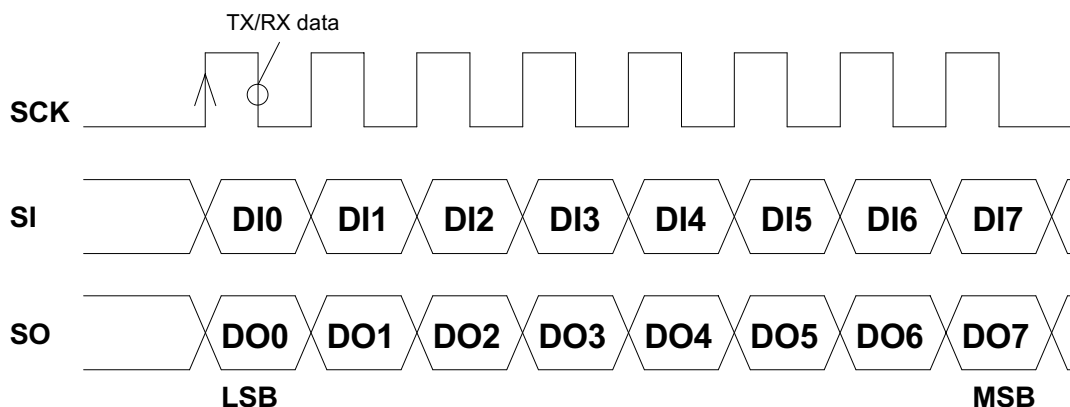 TX/RX data
SCK
SI DI0 DI1 DI2 DI3 DI4 DI5 DI6 DI7
SO DO0 DO1 DO2 DO3 DO4 DO5 DO6 DO7
LSB MSB